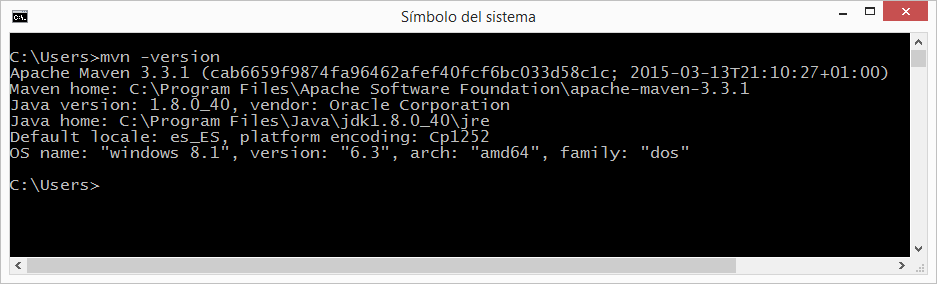 Símbolo del sistema
C:\Users>mvn -version
Apache Maven 3.3.1 (cab6659f9874fa96462afef40fcf6bc033d58c1c; 2015-03-13T21:10:27+01:00)
Maven home: C:\Program Files\Apache Software Foundation\apache-maven-3.3.1
Java version: 1.8.0_40, vendor: Oracle Corporation
Java home: C:\Program Files\Java\jdk1.8.0_40\jre
Default locale: es_ES, platform encoding: Cp1252
OS name: "windows 8.1", version: "6.3", arch: "amd64", family: "dos"
C:\Users>